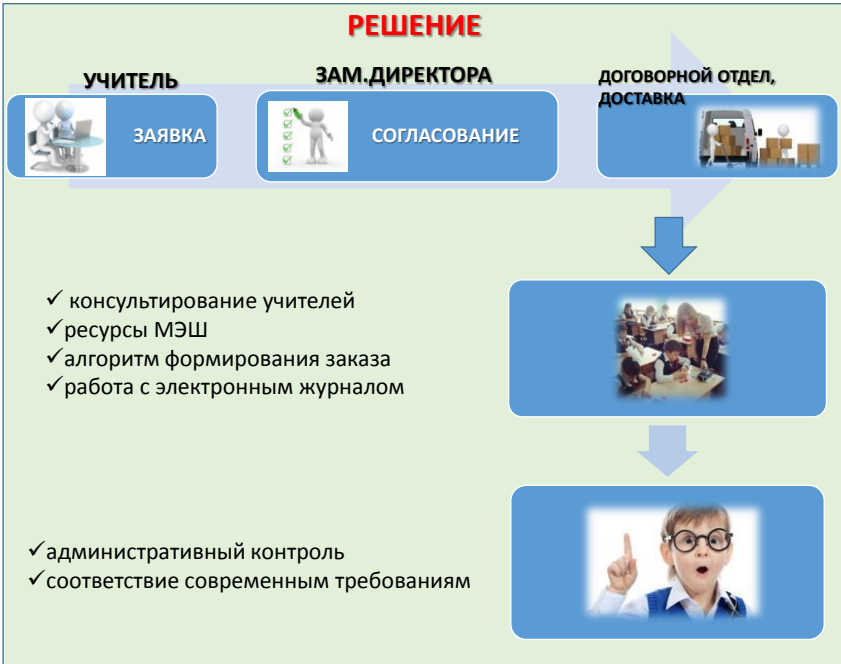 РЕШЕНИЕ
УЧИТЕЛЬ
ЗАЯВКА
ЗАМ.ДИРЕКТОРА
СОГЛАСОВАНИЕ
ДОГОВОРНОЙ ОТДЕЛ,
ДОСТАВКА
✓ консультирование учителей
✓ресурсы МЭШ
✓алгоритм формирования заказа
✓работа с электронным журналом
✓административный контроль
✓соответствие современным требованиям